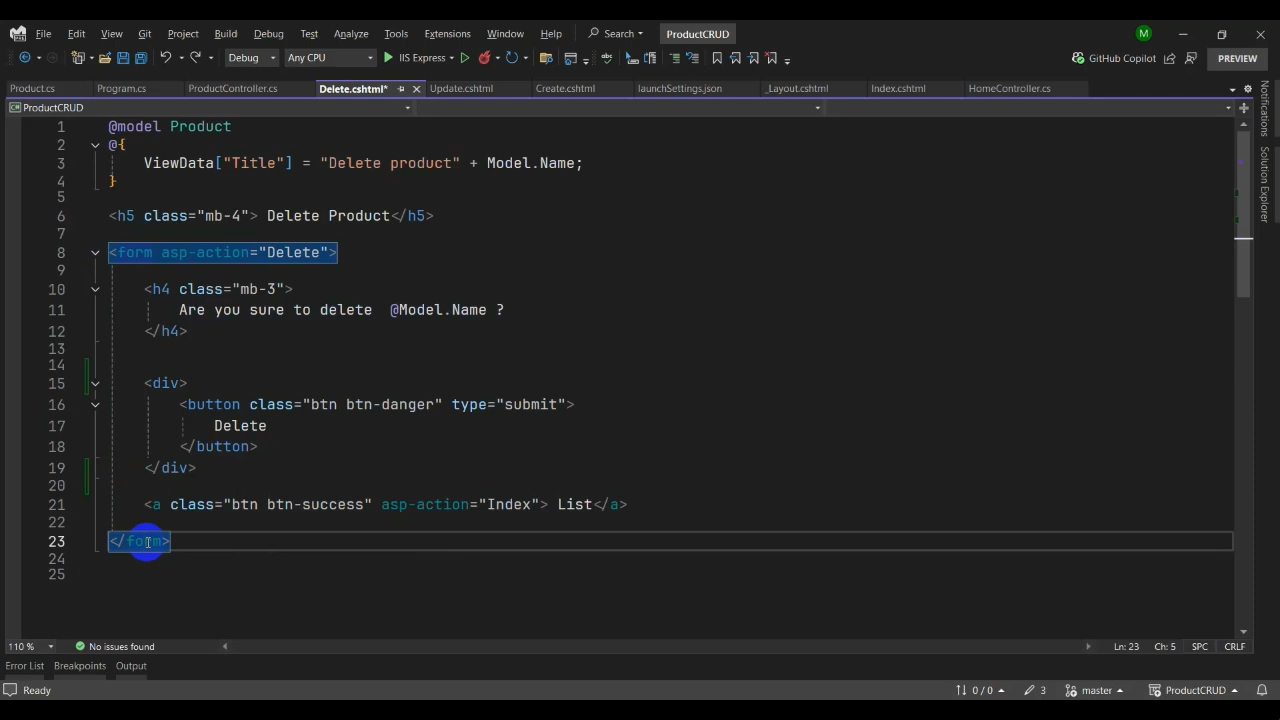 File Edit View Git Project Build Debug Test Analyze Tools Extensions Window Help Search ProductCRUD M
Debug Any CPU IIS Express GitHub Copilot PREVIEW
Product.cs Program.cs ProductController.cs Delete.cshtml* Update.cshtml Create.cshtml launchSettings.json _Layout.cshtml Index.cshtml HomeController.cs
ProductCRUD
Notifications
Solution Explorer
1 @model Product
2 @{
3 ViewData["Title"] = "Delete product" + Model.Name;
4 }
5
6 <h5 class="mb-4"> Delete Product</h5>
7
8 <form asp-action="Delete">
9
10 <h4 class="mb-3">
11 Are you sure to delete  @Model.Name ?
12 </h4>
13
14
15 <div>
16 <button class="btn btn-danger" type="submit">
17 Delete
18 </button>
19 </div>
20
21 <a class="btn btn-success" asp-action="Index"> List</a>
22
23 </form>
24
25
110 % No issues found Ln: 23 Ch: 5 SPC CRLF
Error List Breakpoints Output
Ready 0 / 0 3 master ProductCRUD